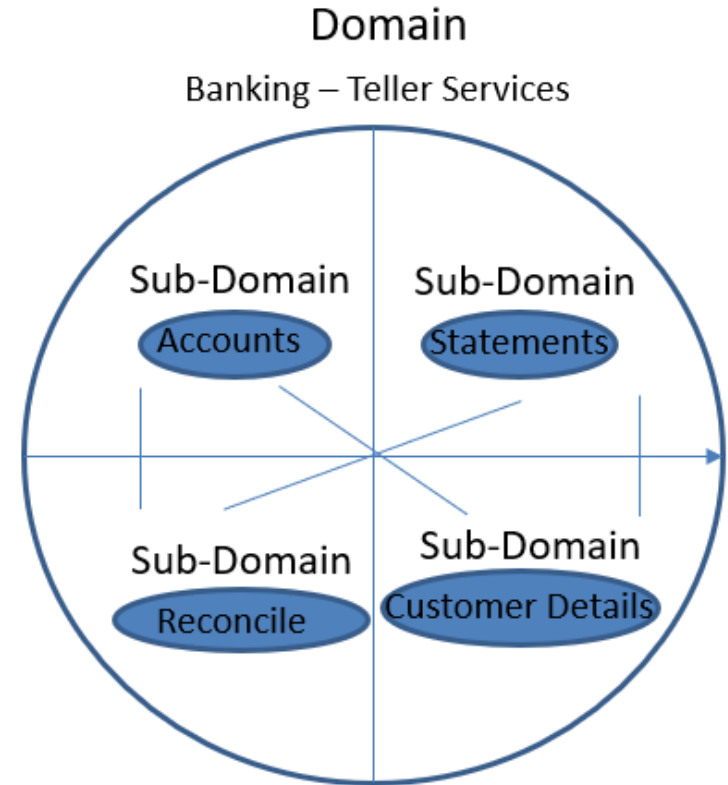 Domain
Banking – Teller Services
Sub-Domain
Accounts
Sub-Domain
Statements
Sub-Domain
Reconcile
Sub-Domain
Customer Details